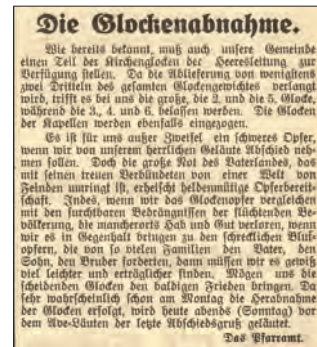 Die Glockenabnahme.
Wie bereits bekannt, muß auch unsere Gemeinde
einen Teil der Kirchenglocken der Heeresleitung zur
Verfügung stellen. Da die Ablieferung von wenigstens
zwei Dritteln des gesamten Glockengewichtes verlangt
wird, trifft es bei uns die große, die 2. und die 5. Glocke,
während die 3., 4. und 6. belassen werden. Die Glocken
der Kapellen werden ebenfalls eingezogen.
Es ist für uns außer Zweifel ein schweres Opfer,
wenn wir von unserem herrlichen Geläute Abschied neh-
men sollen. Doch die große Not des Vaterlandes, das
mit seinen treuen Verbündeten von einer Welt von
Feinden umringt ist, erheischt heldenmütige Opferbereit-
schaft. Indes, wenn wir das Glockenopfer vergleichen
mit den furchtbaren Bedrängnissen der flüchtenden Be-
völkerung, die mancherorts Hab und Gut verloren, wenn
wir es in Gegenhalt bringen zu den schrecklichen Blut-
opfern, die von so vielen Familien den Vater, den
Sohn, den Bruder forderten, dann müssen wir es gewiß
viel leichter und erträglicher finden. Mögen uns die
scheidenden Glocken den baldigen Frieden bringen. Da
sehr wahrscheinlich schon am Montag die Herabnahme
der Glocken erfolgt, wird heute abends (Sonntag) vor
dem Ave-Läuten der letzte Abschiedsgruß geläutet.
Das Pfarramt.